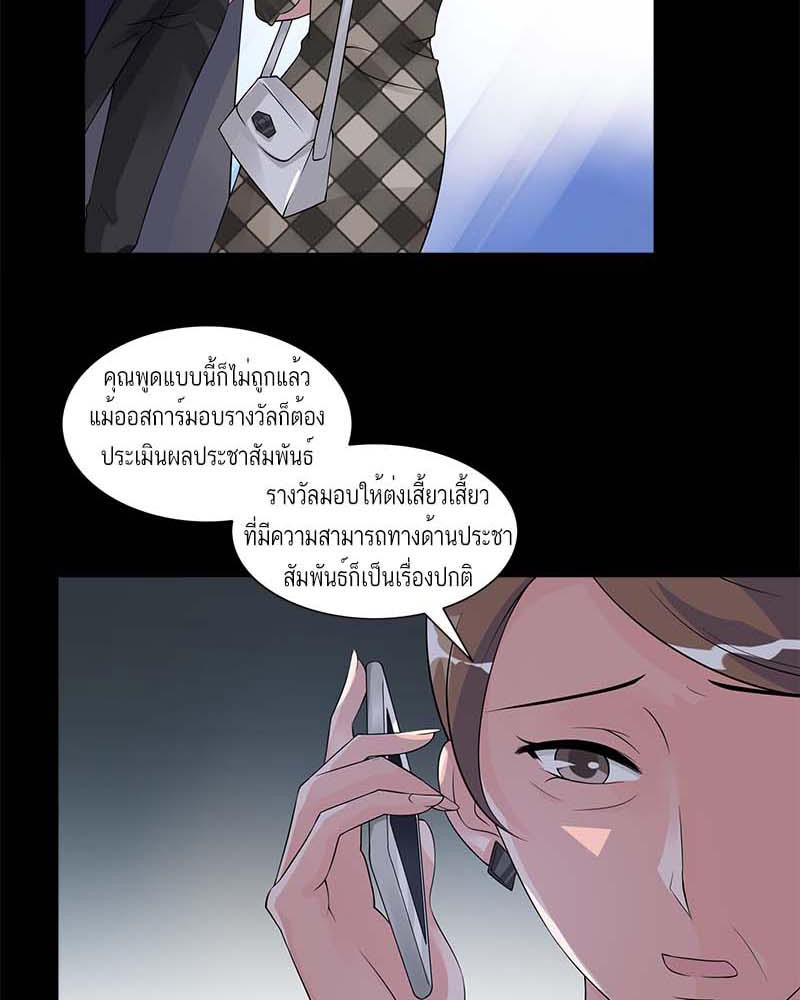 คุณพูดแบบนี้ก็ไม่ถูกแล้ว
แม้ออสการ์มอบรางวัลก็ต้อง
ประเมินผลประชาสัมพันธ์
รางวัลมอบให้ต่งเสี้ยวเสี้ยว
ที่มีความสามารถทางด้านประชา
สัมพันธ์ก็เป็นเรื่องปกติ